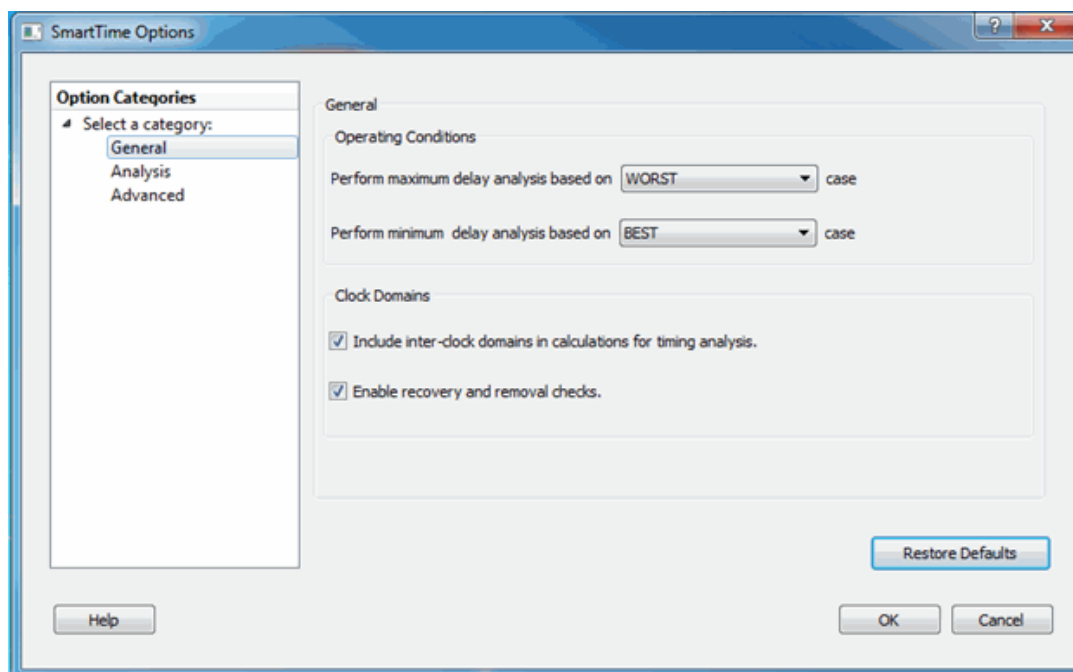 SmartTime Options
Option Categories
Select a category:
General
Analysis
Advanced
General
Operating Conditions
Perform maximum delay analysis based on WORST case
Perform minimum delay analysis based on BEST case
Clock Domains
Include inter-clock domains in calculations for timing analysis.
Enable recovery and removal checks.
Restore Defaults
Help OK Cancel